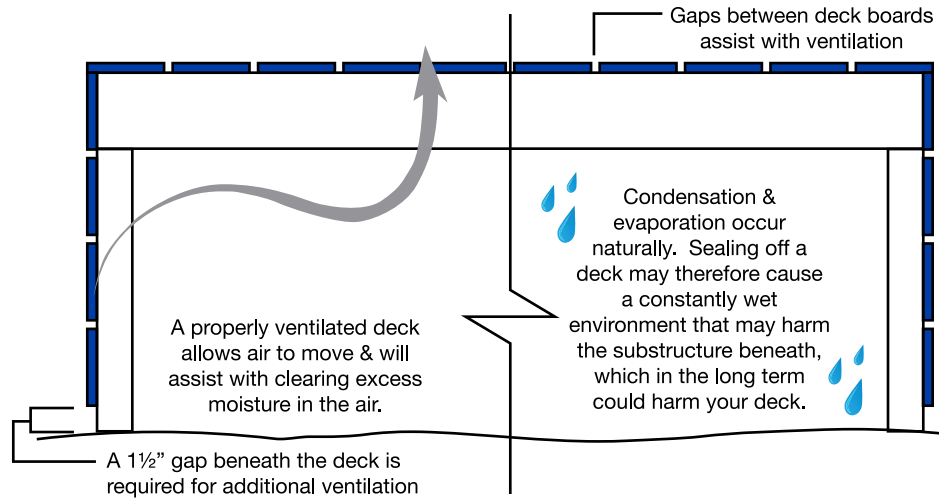 Gaps between deck boards
assist with ventilation
Condensation &
evaporation occur
naturally.  Sealing off a
deck may therefore cause
a constantly wet
environment that may harm
the substructure beneath,
which in the long term
could harm your deck.
A properly ventilated deck
allows air to move & will
assist with clearing excess
moisture in the air.
A 1½” gap beneath the deck is
required for additional ventilation